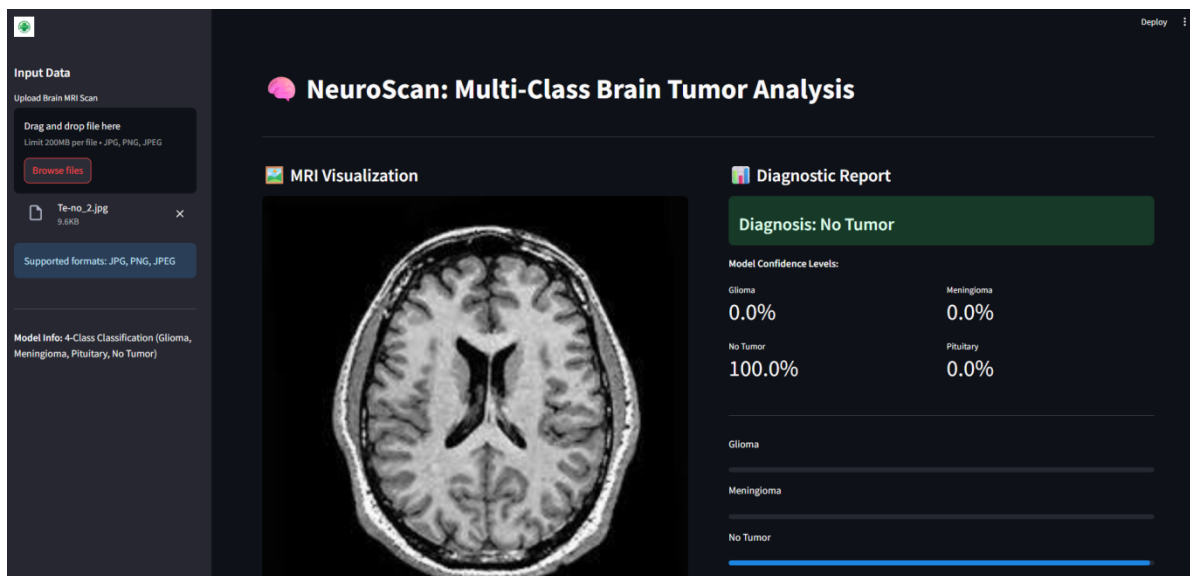 Deploy
Input Data
Upload Brain MRI Scan
Drag and drop file here
Limit 200MB per file • JPG, PNG, JPEG
Browse files
Te-no_2.jpg
9.6KB
Supported formats: JPG, PNG, JPEG
Model Info: 4-Class Classification (Glioma,
Meningioma, Pituitary, No Tumor)
NeuroScan: Multi-Class Brain Tumor Analysis
MRI Visualization
Diagnostic Report
Diagnosis: No Tumor
Model Confidence Levels:
Glioma
0.0%
Meningioma
0.0%
No Tumor
100.0%
Pituitary
0.0%
Glioma
Meningioma
No Tumor